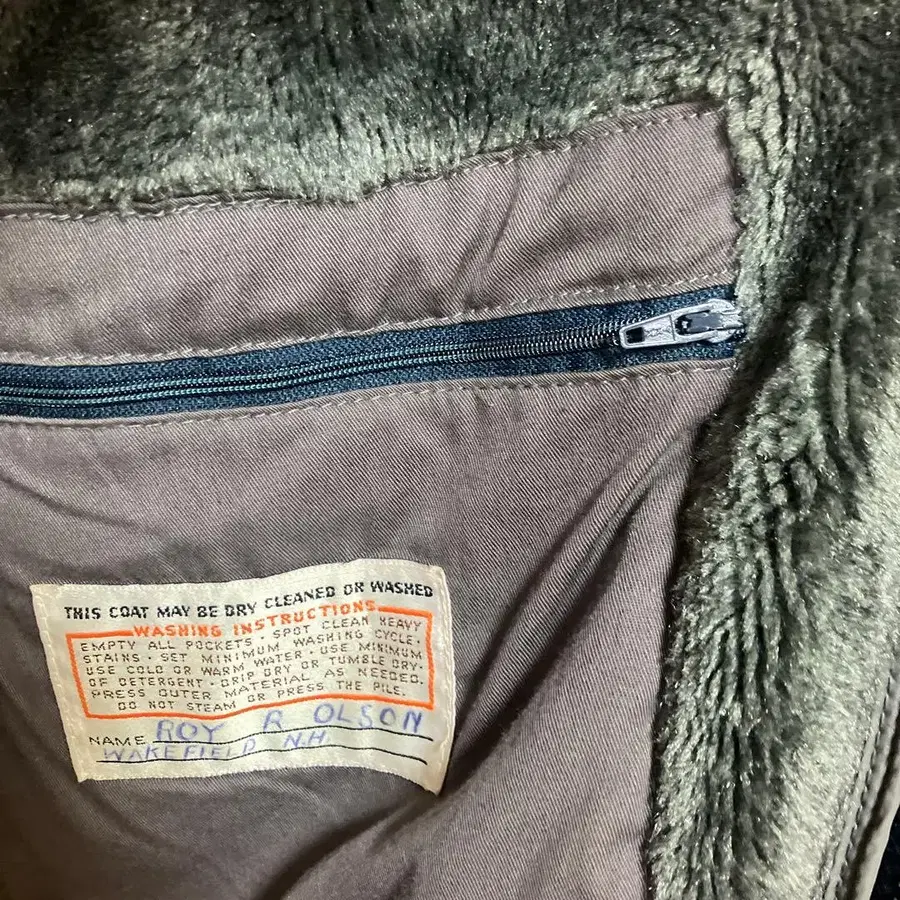 THIS COAT MAY BE DRY CLEANED OR WASHED
WASHING INSTRUCTIONS
EMPTY ALL POCKETS · SPOT CLEAN HEAVY
STAINS · SET MINIMUM WASHING CYCLE ·
USE COLD OR WARM WATER · USE MINIMUM
OF DETERGENT · DRIP DRY OR TUMBLE DRY ·
PRESS OUTER MATERIAL AS NEEDED.
DO NOT STEAM OR PRESS THE PILE.
NAME ROY R OLSON
WAKEFIELD N.H.